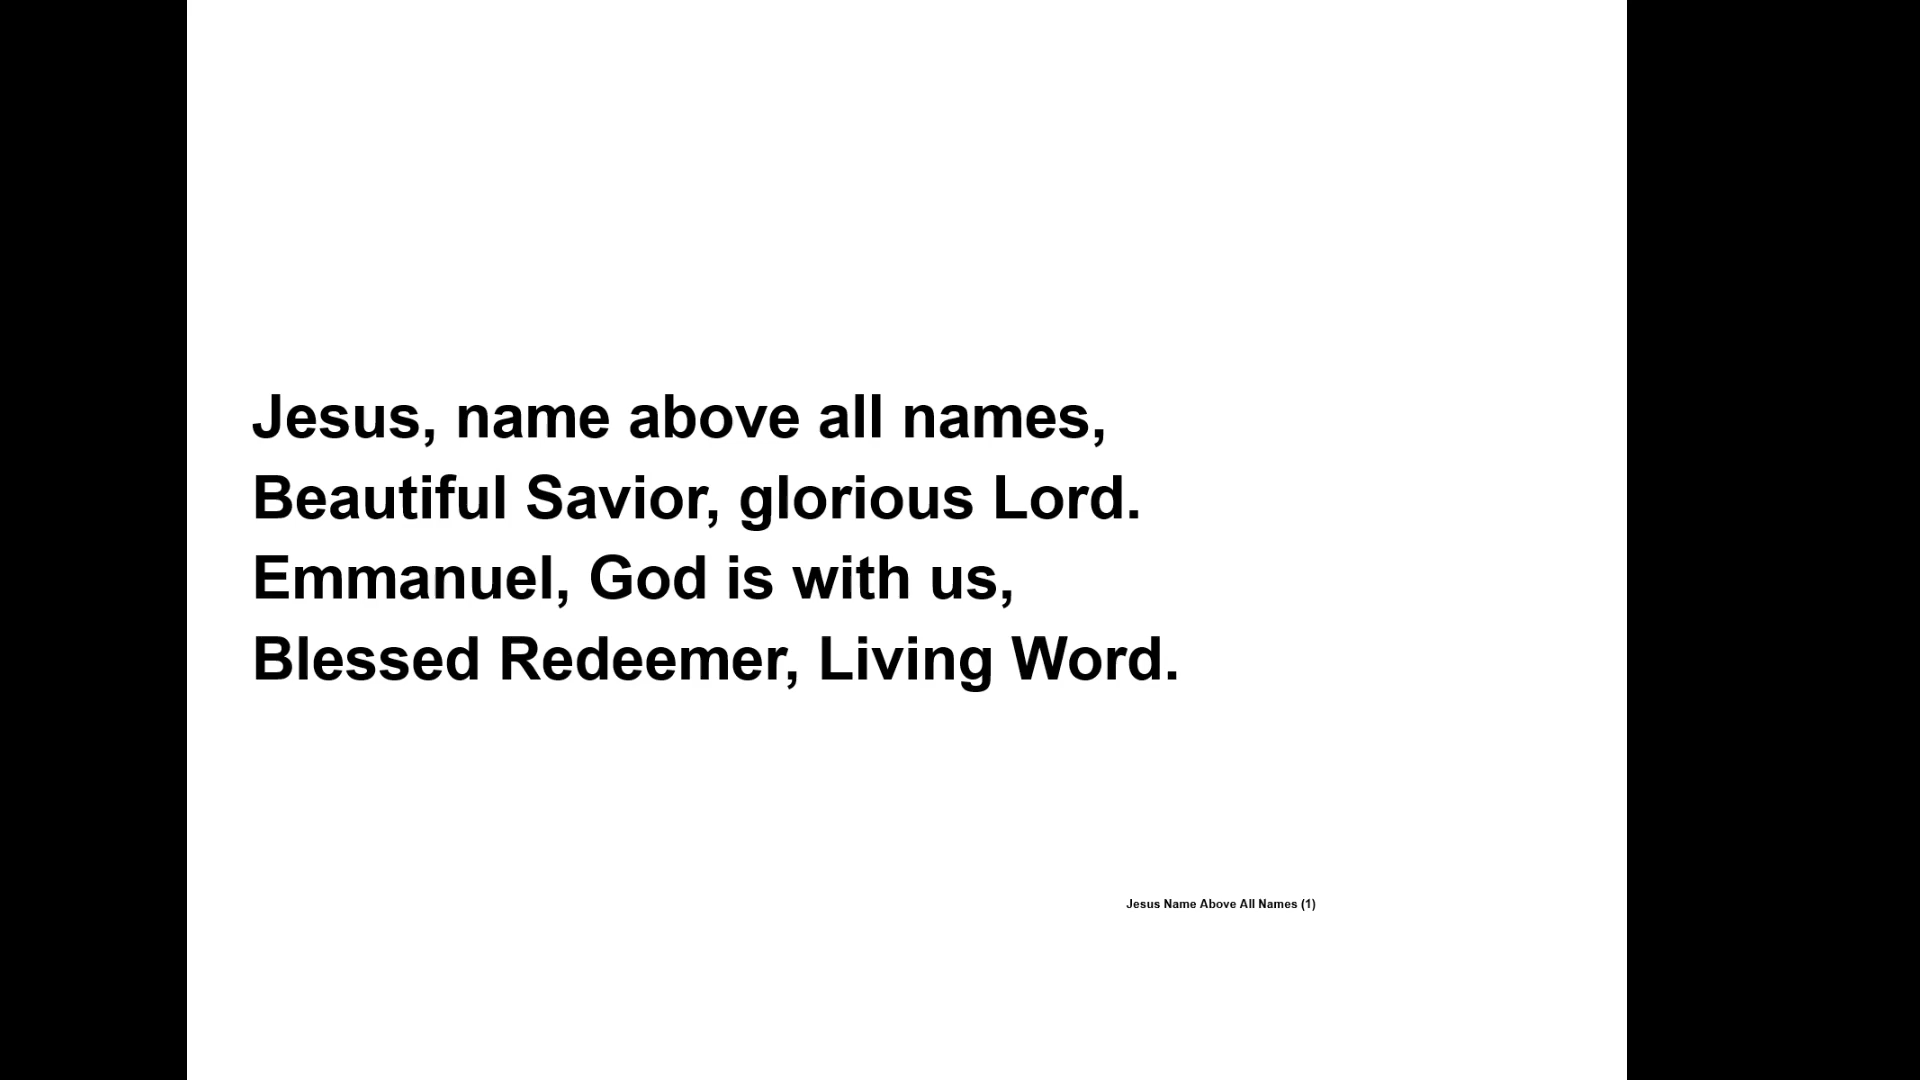 Jesus, name above all names,
Beautiful Savior, glorious Lord.
Emmanuel, God is with us,
Blessed Redeemer, Living Word.
Jesus Name Above All Names (1)